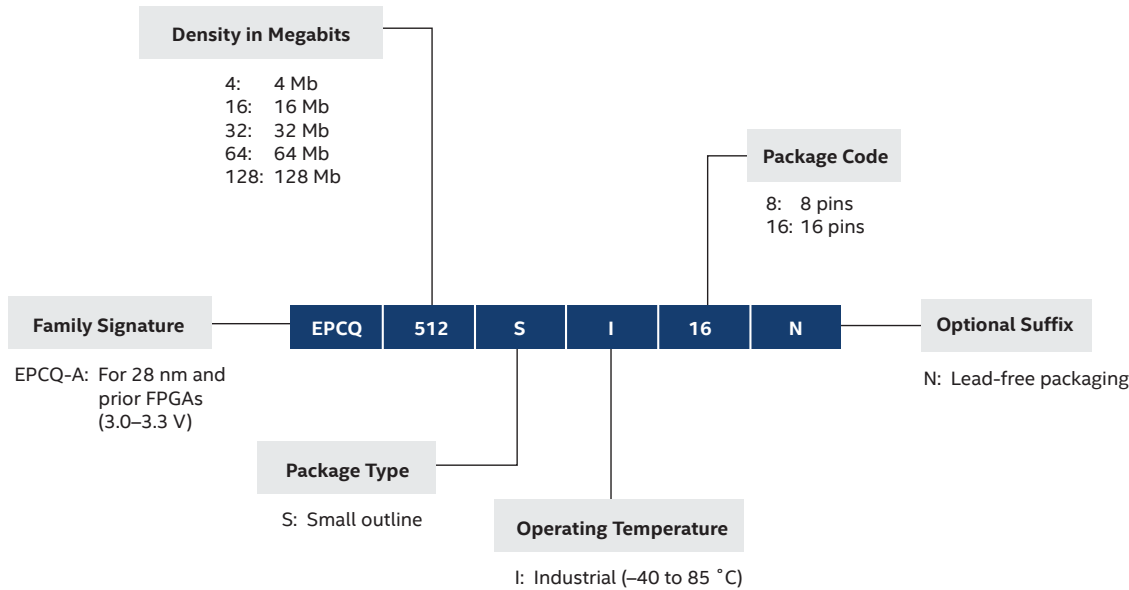 Density in Megabits
4: 4 Mb
16: 16 Mb
32: 32 Mb
64: 64 Mb
128: 128 Mb
Package Code
8: 8 pins
16: 16 pins
Family Signature
EPCQ 512 S I 16 N
Optional Suffix
EPCQ-A: For 28 nm and
prior FPGAs
(3.0–3.3 V)
N: Lead-free packaging
Package Type
S: Small outline
Operating Temperature
I: Industrial (–40 to 85 ˚C)